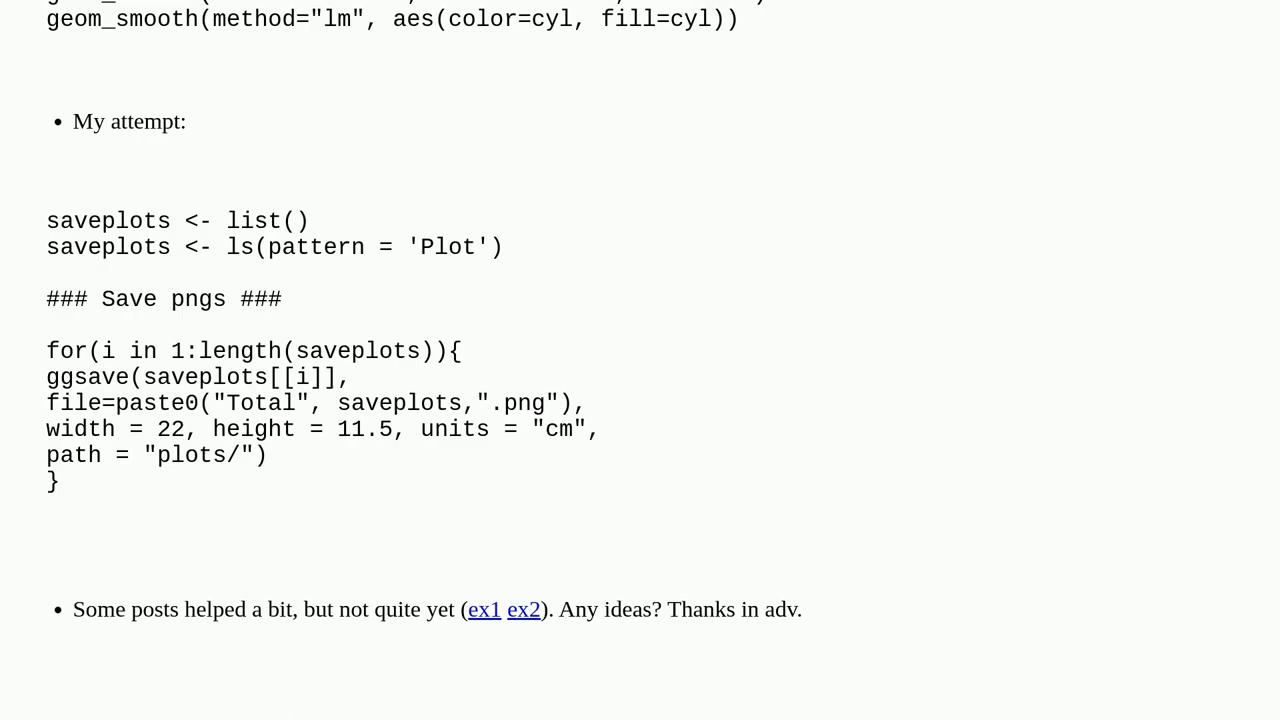 geom_smooth(method="lm", aes(color=cyl, fill=cyl))
• My attempt:
saveplots <- list()
saveplots <- ls(pattern = 'Plot')
### Save pngs ###
for(i in 1:length(saveplots)){
ggsave(saveplots[[i]],
file=paste0("Total", saveplots,".png"),
width = 22, height = 11.5, units = "cm",
path = "plots/")
}
• Some posts helped a bit, but not quite yet (ex1 ex2). Any ideas? Thanks in adv.